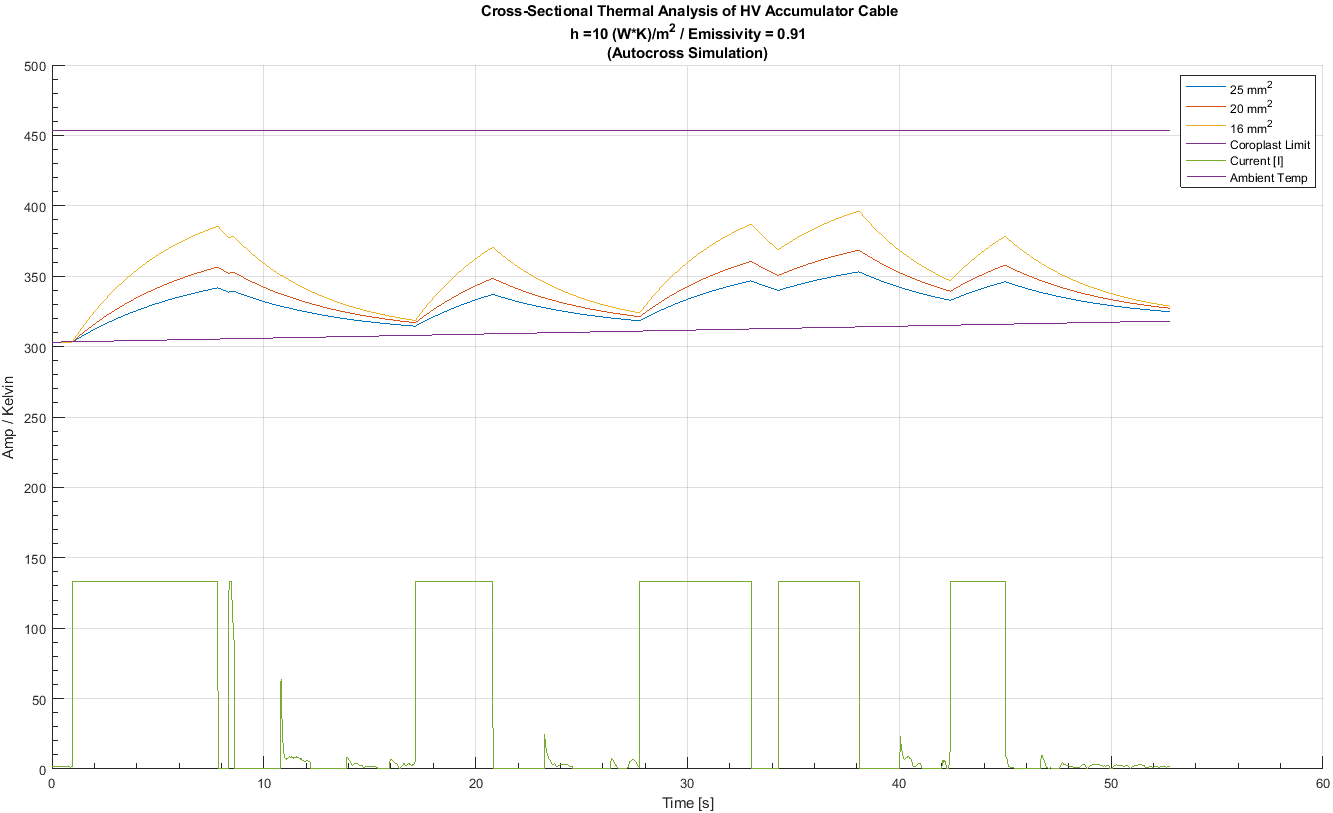 Cross-Sectional Thermal Analysis of HV Accumulator Cable
h =10 (W*K)/m² / Emissivity = 0.91
(Autocross Simulation)
500
450
400
350
300
250
200
150
100
50
0
Amp / Kelvin
25 mm²
20 mm²
16 mm²
Coroplast Limit
Current [I]
Ambient Temp
0 10 20 30 40 50 60
Time [s]